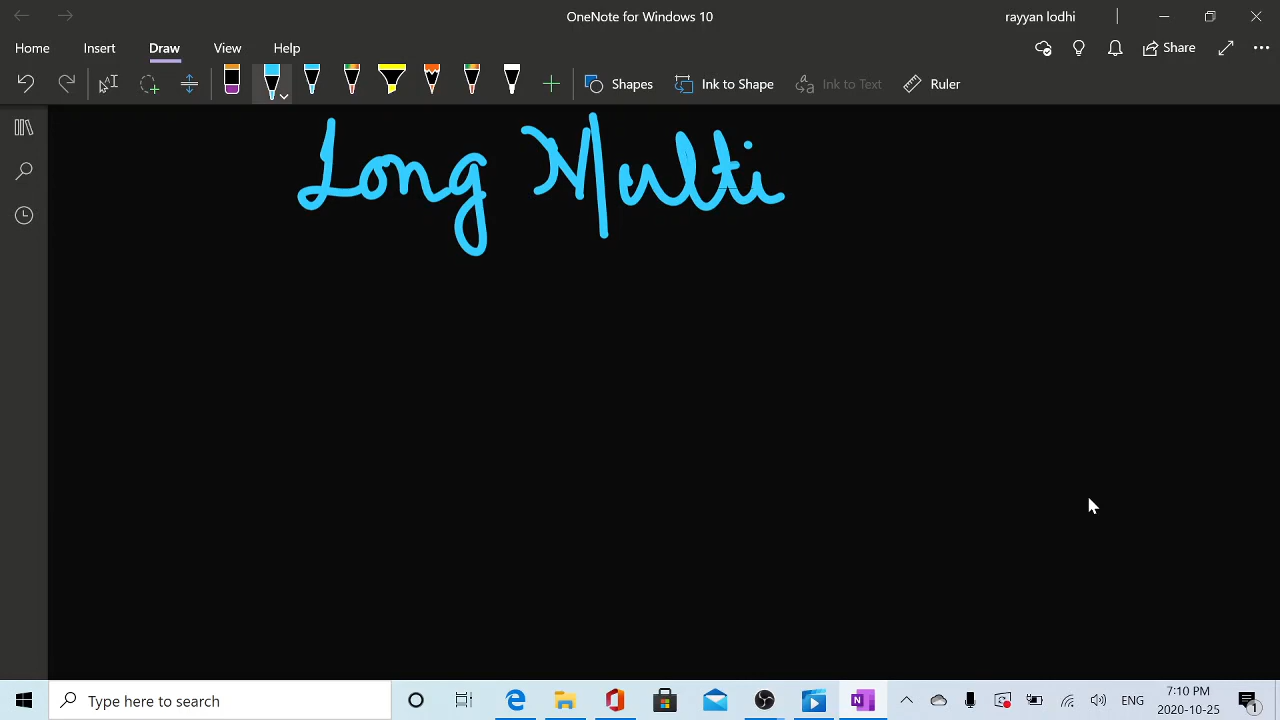 OneNote for Windows 10
rayyan lodhi
Home Insert Draw View Help
Share
Shapes Ink to Shape Ink to Text Ruler
Long Multi
Type here to search
ENG
7:10 PM
2020-10-25
1